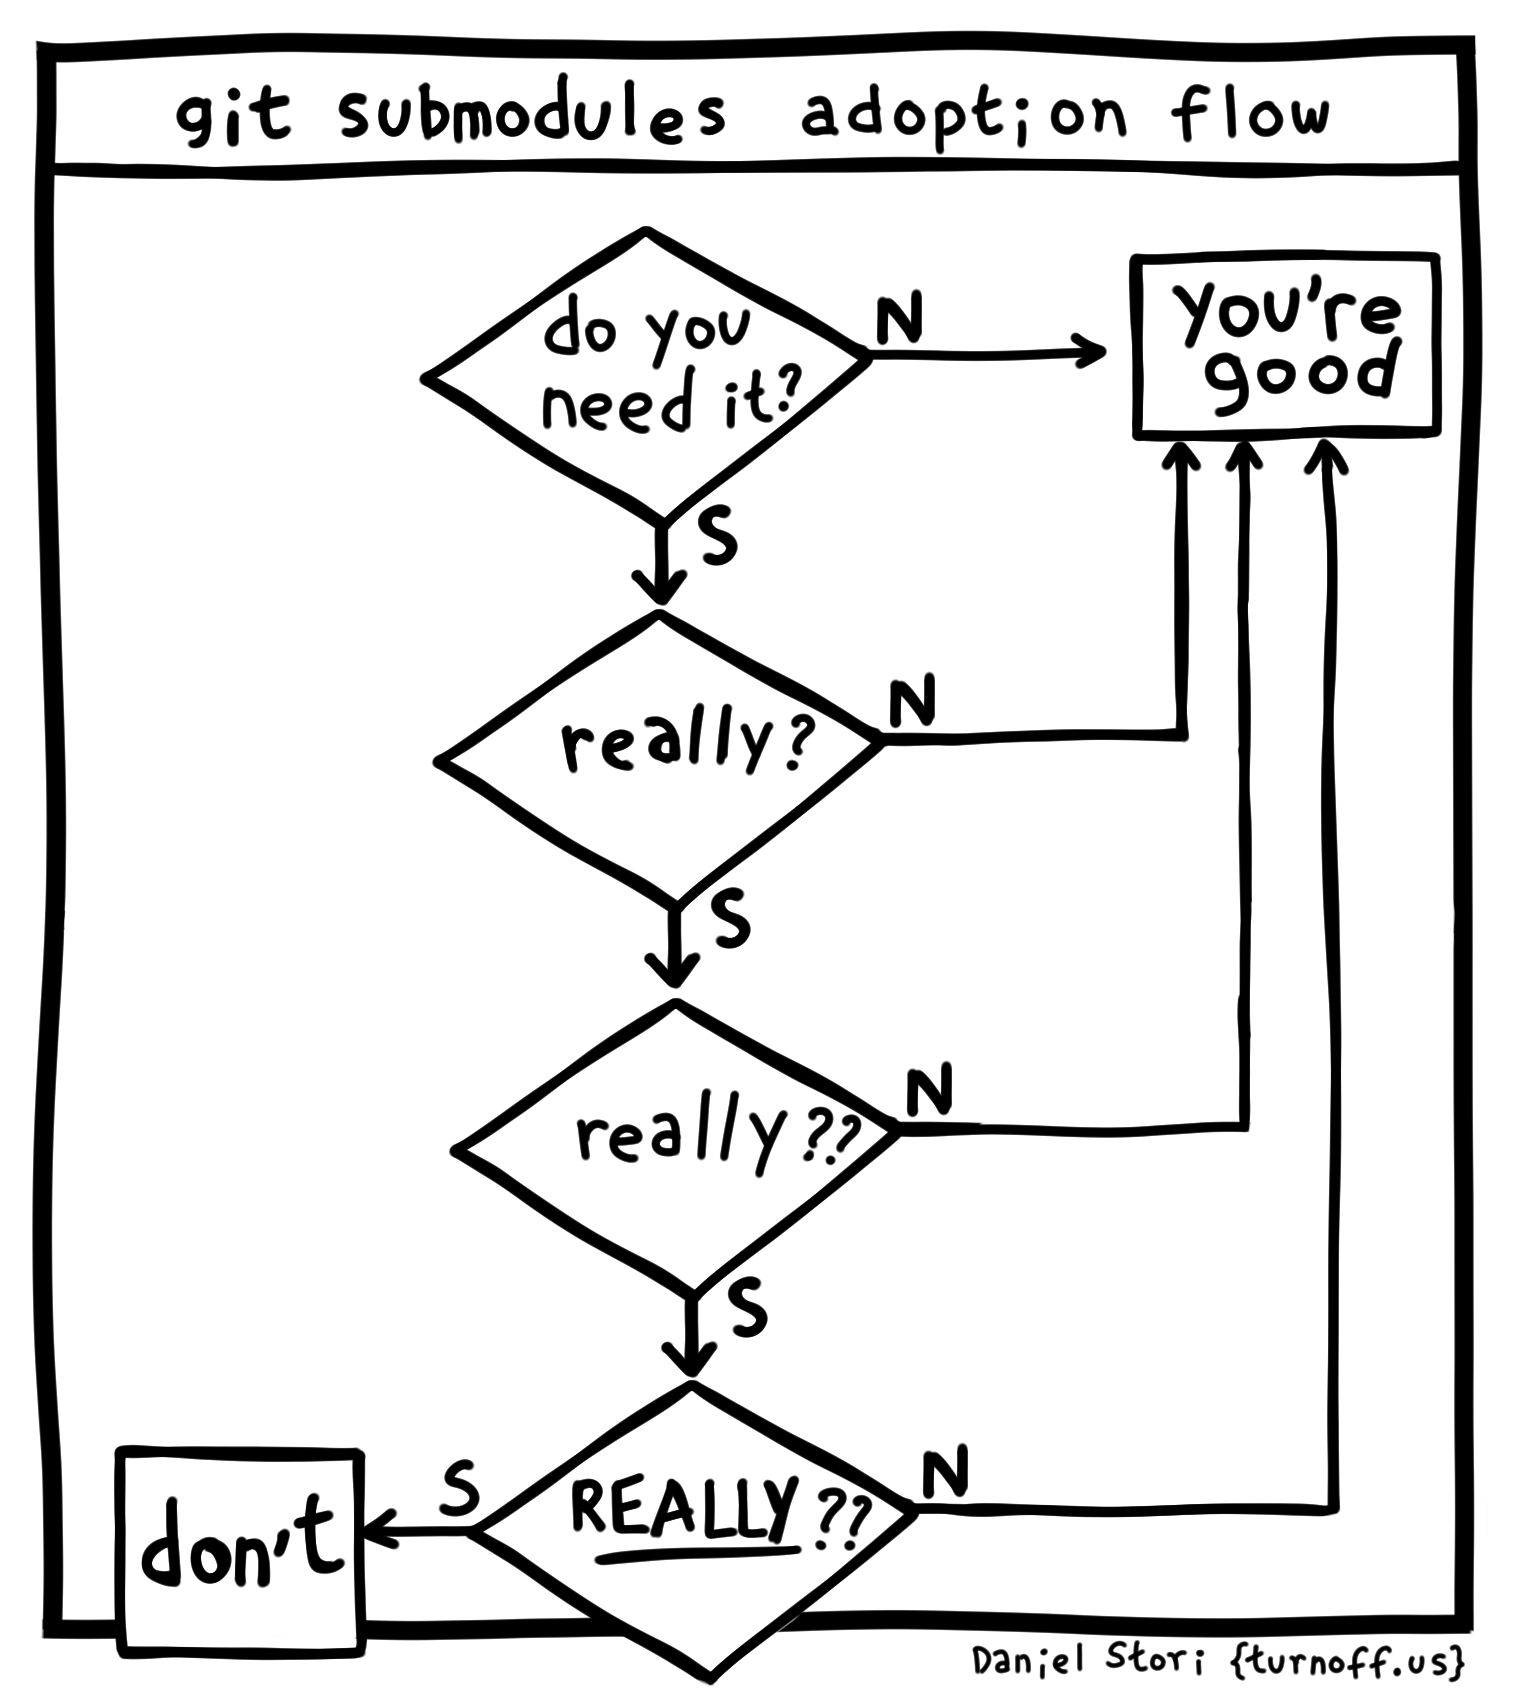 git submodules adoption flow
do you
need it?
N
you're
good
S
really?
N
S
really??
N
S
REALLY??
N
S
don't
Daniel Stori {turnoff.us}